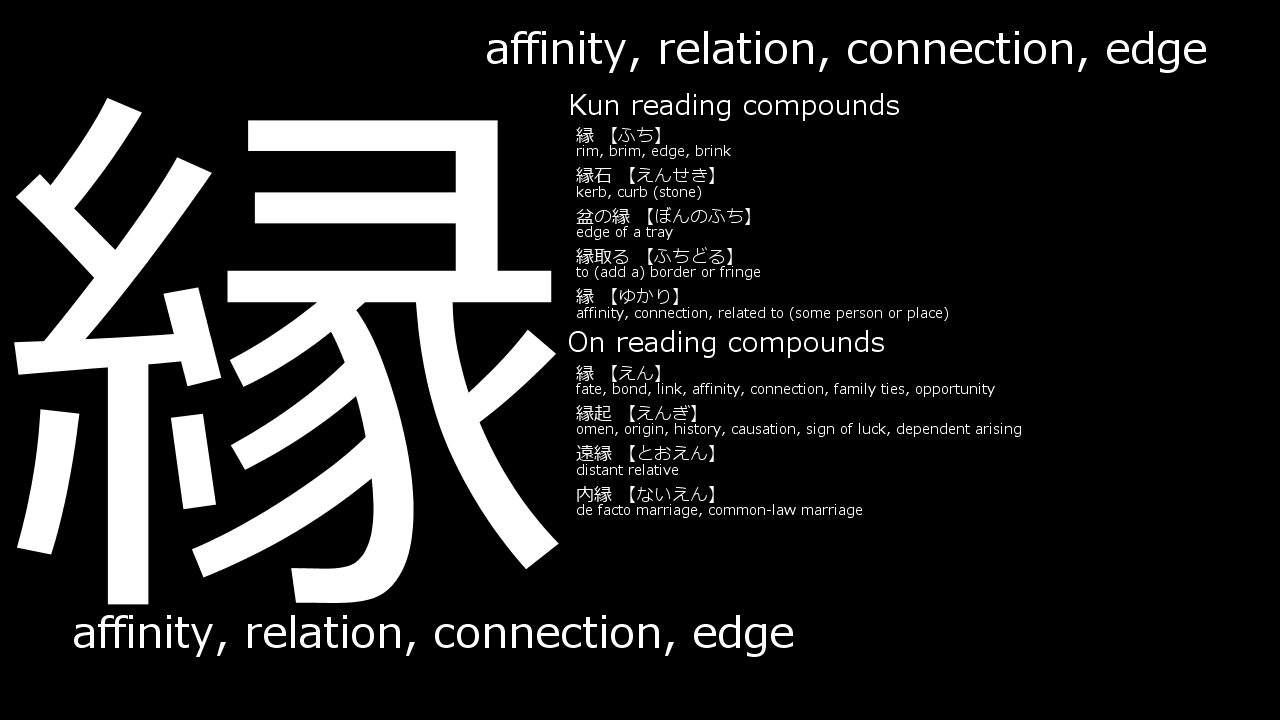 affinity, relation, connection, edge
縁
Kun reading compounds
縁 【ふち】
rim, brim, edge, brink
縁石 【えんせき】
kerb, curb (stone)
盆の縁 【ぼんのふち】
edge of a tray
縁取る 【ふちどる】
to (add a) border or fringe
縁 【ゆかり】
affinity, connection, related to (some person or place)
On reading compounds
縁 【えん】
fate, bond, link, affinity, connection, family ties, opportunity
縁起 【えんぎ】
omen, origin, history, causation, sign of luck, dependent arising
遠縁 【とおえん】
distant relative
内縁 【ないえん】
de facto marriage, common-law marriage
affinity, relation, connection, edge